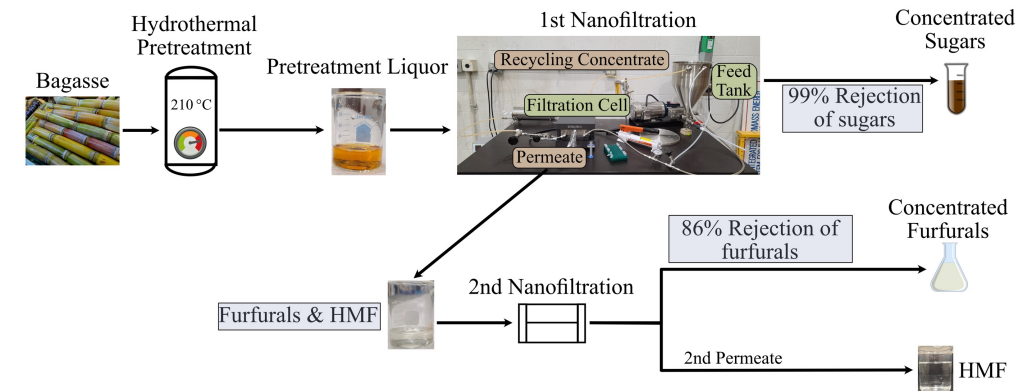 Hydrothermal
Pretreatment
Bagasse
210 °C
Pretreatment Liquor
1st Nanofiltration
Recycling Concentrate
Filtration Cell
Feed
Tank
Permeate
99% Rejection
of sugars
Concentrated
Sugars
Furfurals & HMF
2nd Nanofiltration
86% Rejection of
furfurals
Concentrated
Furfurals
2nd Permeate
HMF